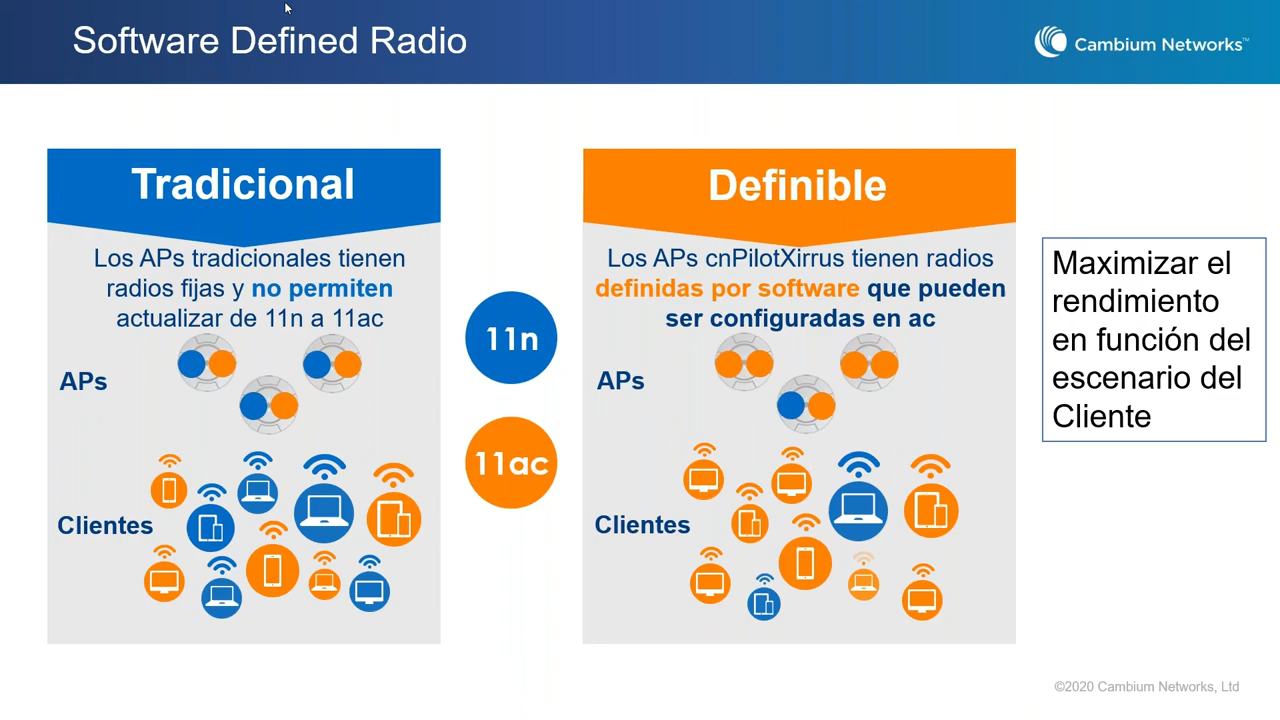 Software Defined Radio
Cambium Networks™
Tradicional
Los APs tradicionales tienen
radios fijas y no permiten
actualizar de 11n a 11ac
APs
Clientes
11n
11ac
Definible
Los APs cnPilotXirrus tienen radios
definidas por software que pueden
ser configuradas en ac
APs
Clientes
Maximizar el
rendimiento
en función del
escenario del
Cliente
©2020 Cambium Networks, Ltd